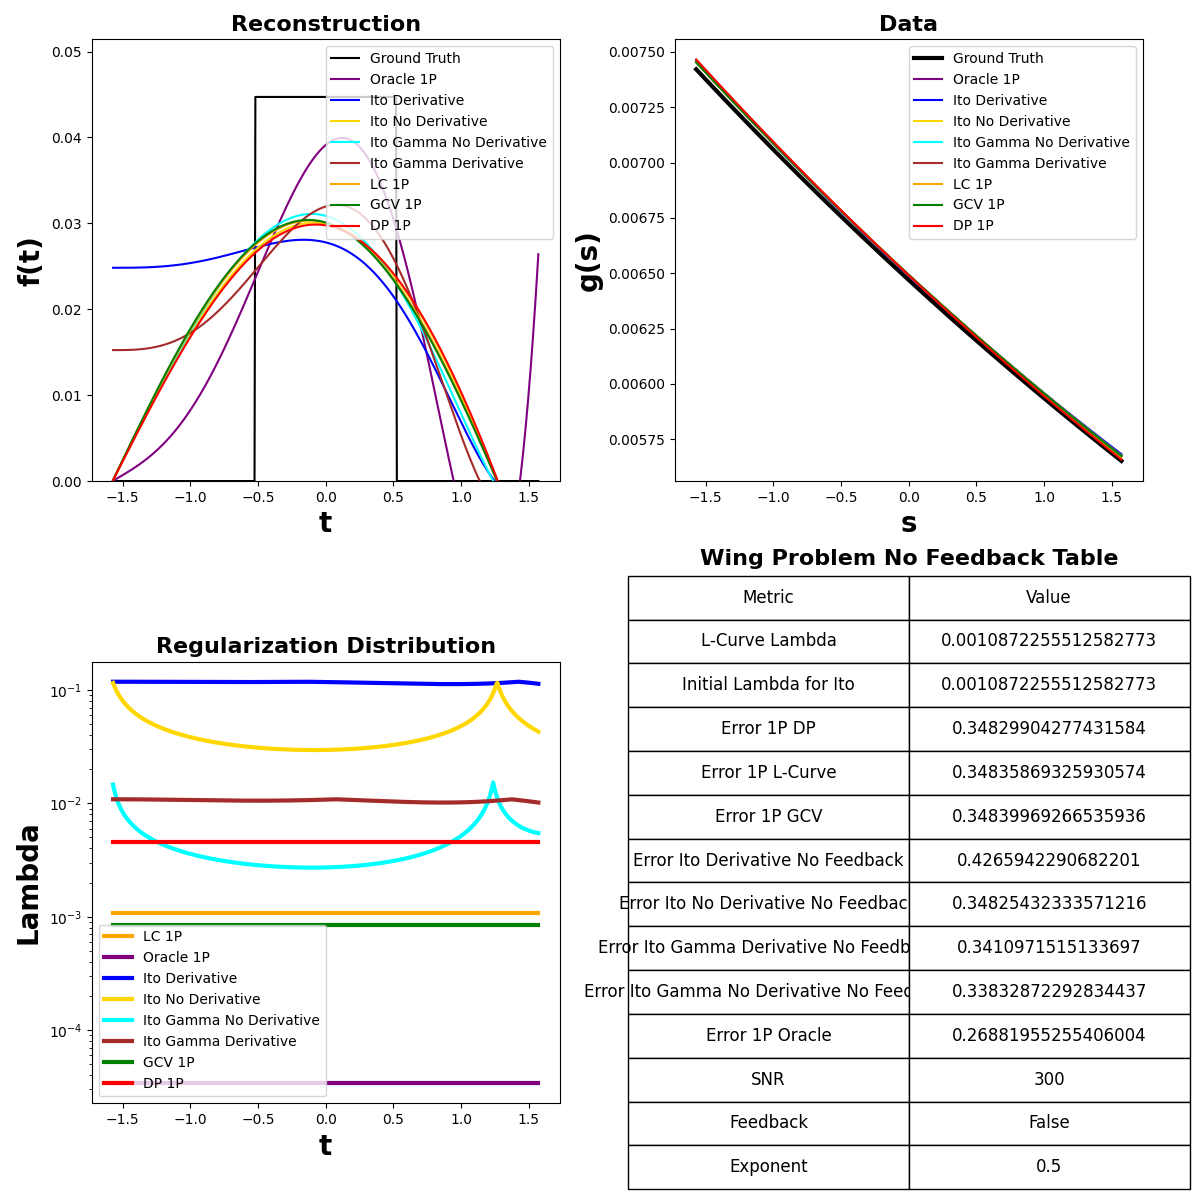 Reconstruction
0.05
0.04
0.03
0.02
0.01
0.00
f(t)
Ground Truth
Oracle 1P
Ito Derivative
Ito No Derivative
Ito Gamma No Derivative
Ito Gamma Derivative
LC 1P
GCV 1P
DP 1P
−1.5 −1.0 −0.5 0.0 0.5 1.0 1.5
t
Data
0.00750
0.00725
0.00700
0.00675
0.00650
0.00625
0.00600
0.00575
g(s)
Ground Truth
Oracle 1P
Ito Derivative
Ito No Derivative
Ito Gamma No Derivative
Ito Gamma Derivative
LC 1P
GCV 1P
DP 1P
−1.5 −1.0 −0.5 0.0 0.5 1.0 1.5
s
Regularization Distribution
10⁻¹
10⁻²
10⁻³
10⁻⁴
Lambda
LC 1P
Oracle 1P
Ito Derivative
Ito No Derivative
Ito Gamma No Derivative
Ito Gamma Derivative
GCV 1P
DP 1P
−1.5 −1.0 −0.5 0.0 0.5 1.0 1.5
t
Wing Problem No Feedback Table
Metric Value
L-Curve Lambda 0.0010872255512582773
Initial Lambda for Ito 0.0010872255512582773
Error 1P DP 0.34829904277431584
Error 1P L-Curve 0.34835869325930574
Error 1P GCV 0.34839969266535936
Error Ito Derivative No Feedback 0.4265942290682201
Error Ito No Derivative No Feedbac 0.34825432333571216
Error Ito Gamma Derivative No Feedb 0.3410971515133697
Error Ito Gamma No Derivative No Feed 0.33832872292834437
Error 1P Oracle 0.26881955255406004
SNR 300
Feedback False
Exponent 0.5